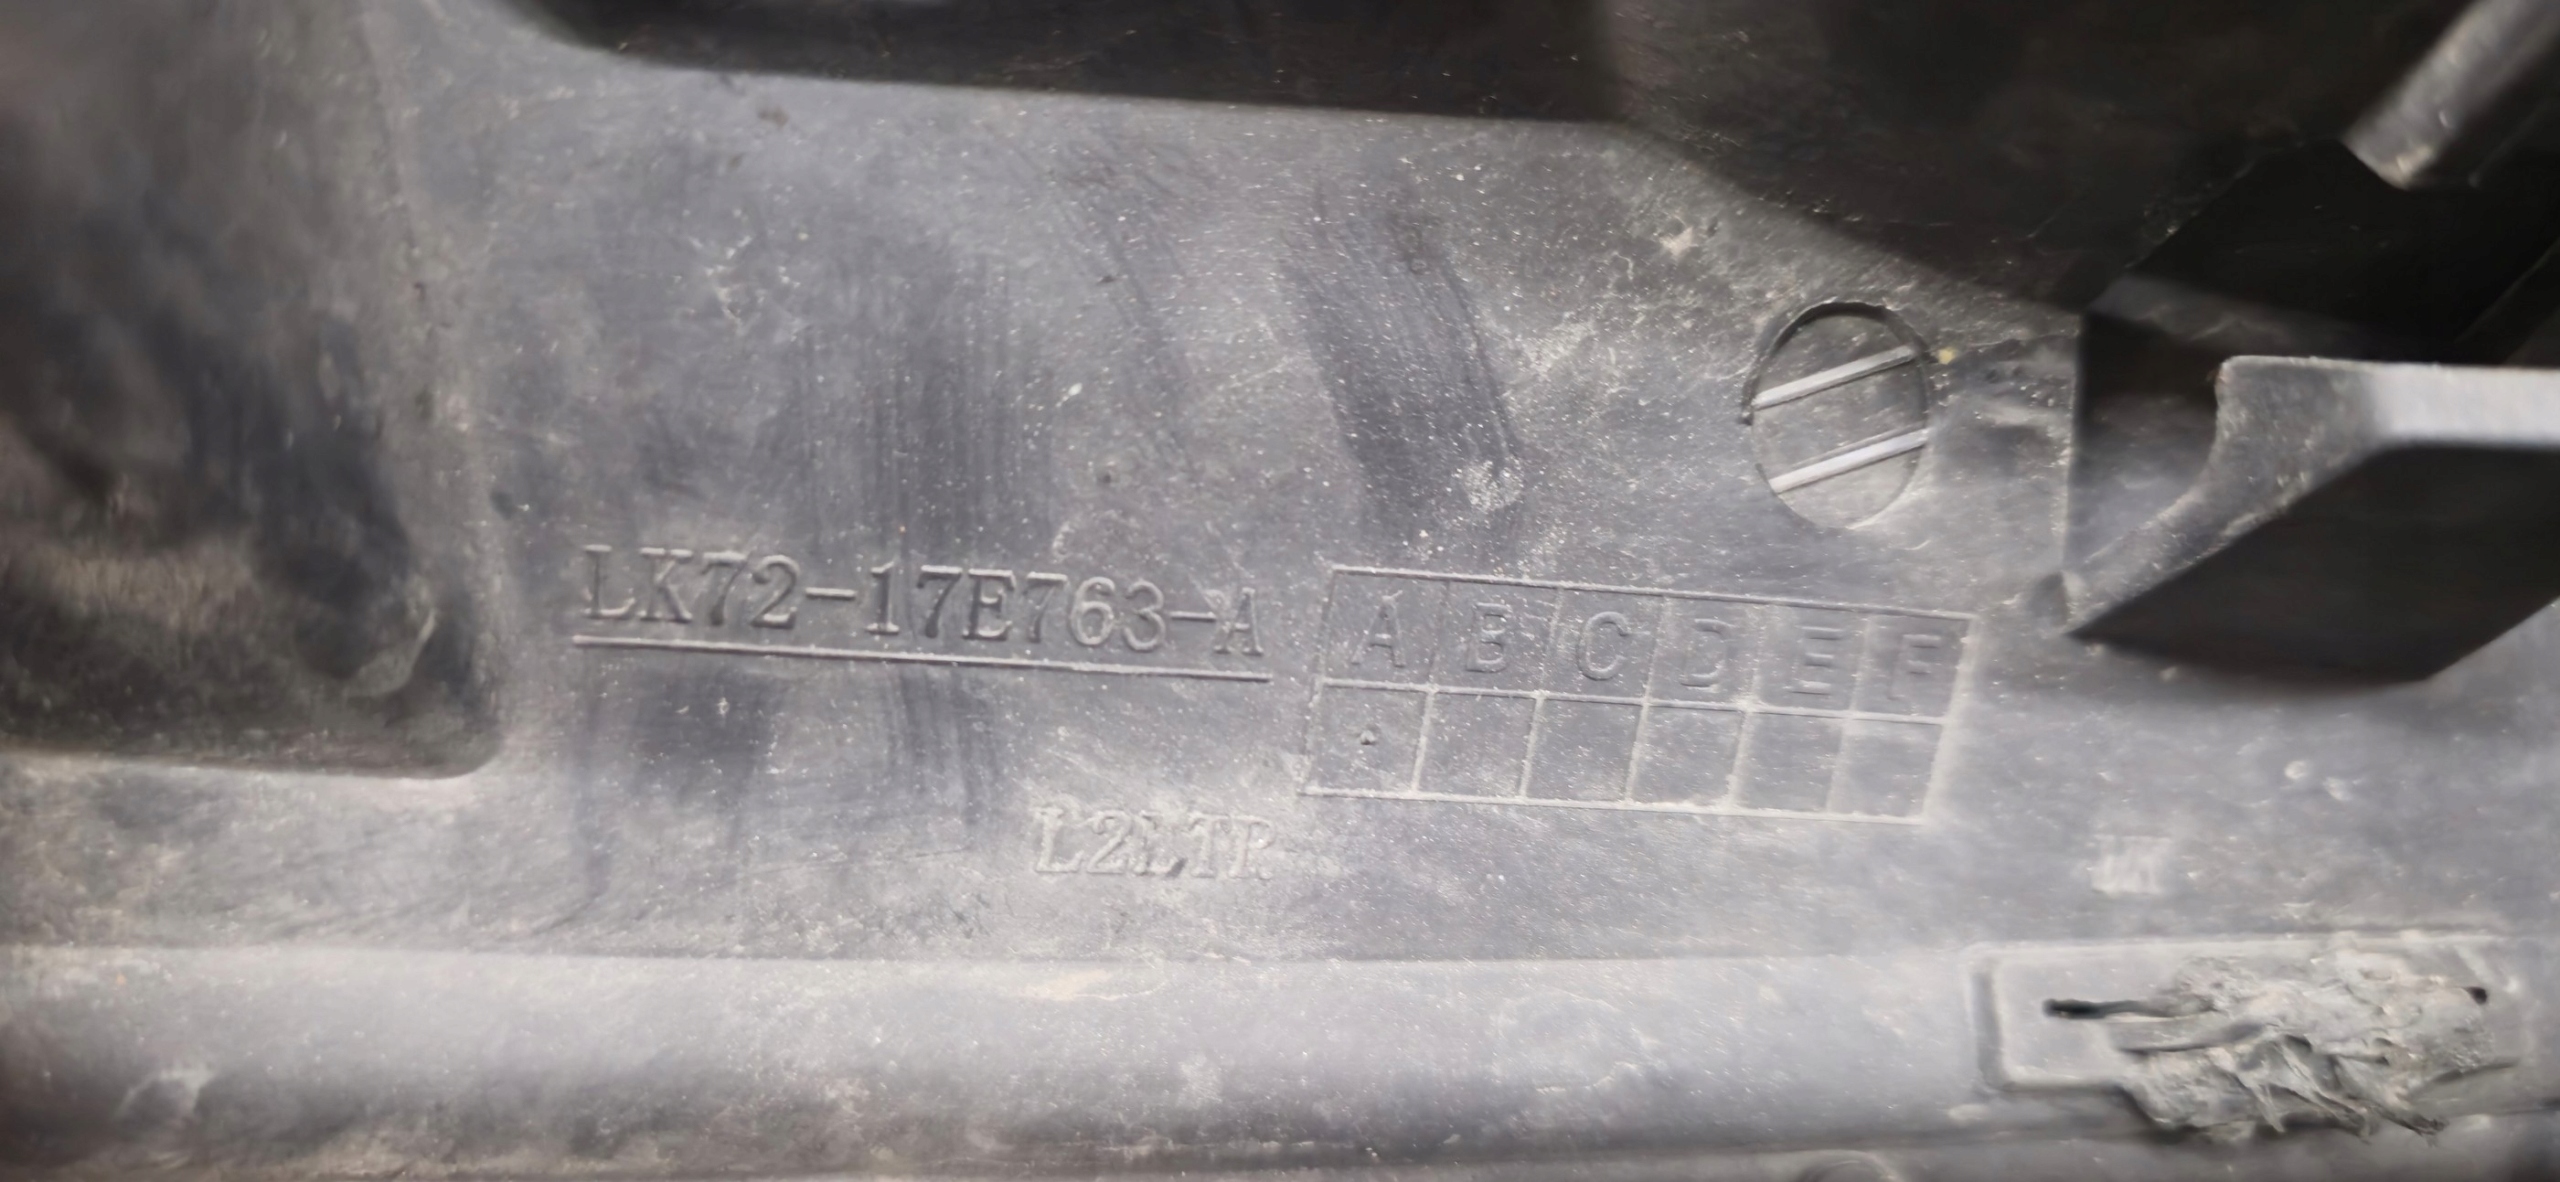 LK72-17E763-A
A B C D E F
L2LTR